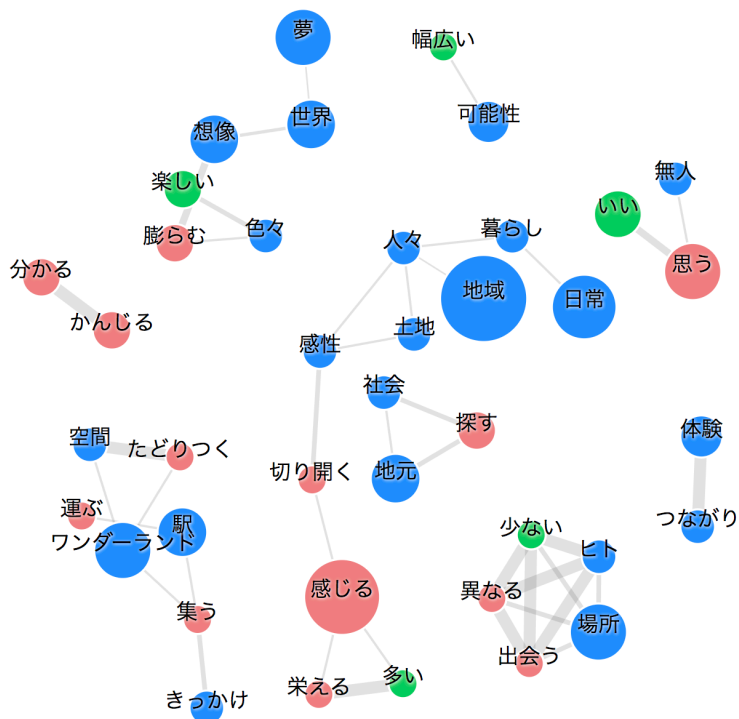 夢
幅広い
世界
可能性
想像
楽しい
無人
いい
色々
膨らむ
人々
暮らし
思う
分かる
地域
日常
かんじる
土地
感性
社会
探す
体験
空間
たどりつく
切り開く
地元
運ぶ
駅
つながり
ワンダーランド
少ない
ヒト
異なる
感じる
集う
場所
出会う
多い
栄える
きっかけ